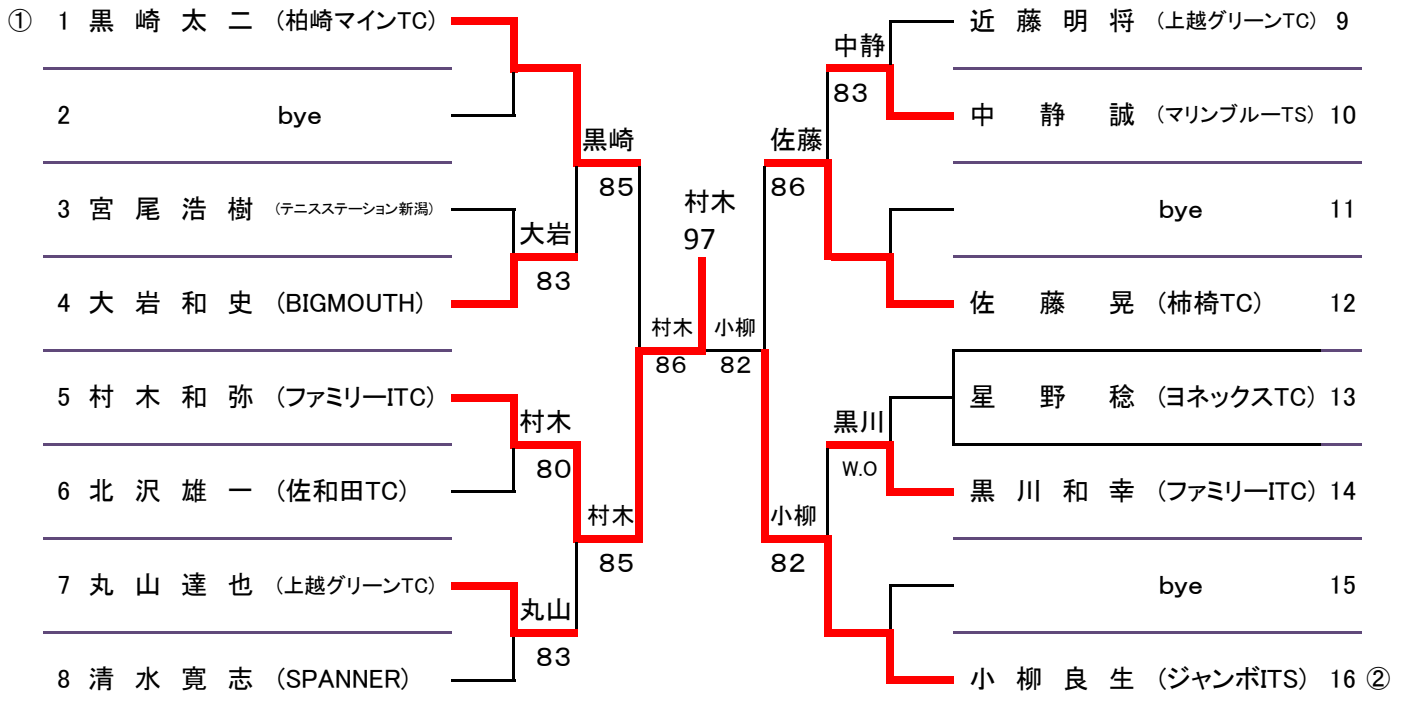 ① 1 黒 崎 太 二 (柏崎マインTC)
2 bye
3 宮 尾 浩 樹 (テニスステーション新潟)
4 大 岩 和 史 (BIGMOUTH)
5 村 木 和 弥 (ファミリーITC)
6 北 沢 雄 一 (佐和田TC)
7 丸 山 達 也 (上越グリーンTC)
8 清 水 寛 志 (SPANNER)
大岩
83
村木
80
丸山
83
黒崎
85
村木
85
村木
86
村木
97
小柳
82
佐藤
86
小柳
82
中静
83
黒川
W.O
近 藤 明 将 (上越グリーンTC) 9
中 静 誠 (マリンブルーTS) 10
bye 11
佐 藤 晃 (柿椅TC) 12
星 野 稔 (ヨネックスTC) 13
黒 川 和 幸 (ファミリーITC) 14
bye 15
小 柳 良 生 (ジャンボITS) 16 ②